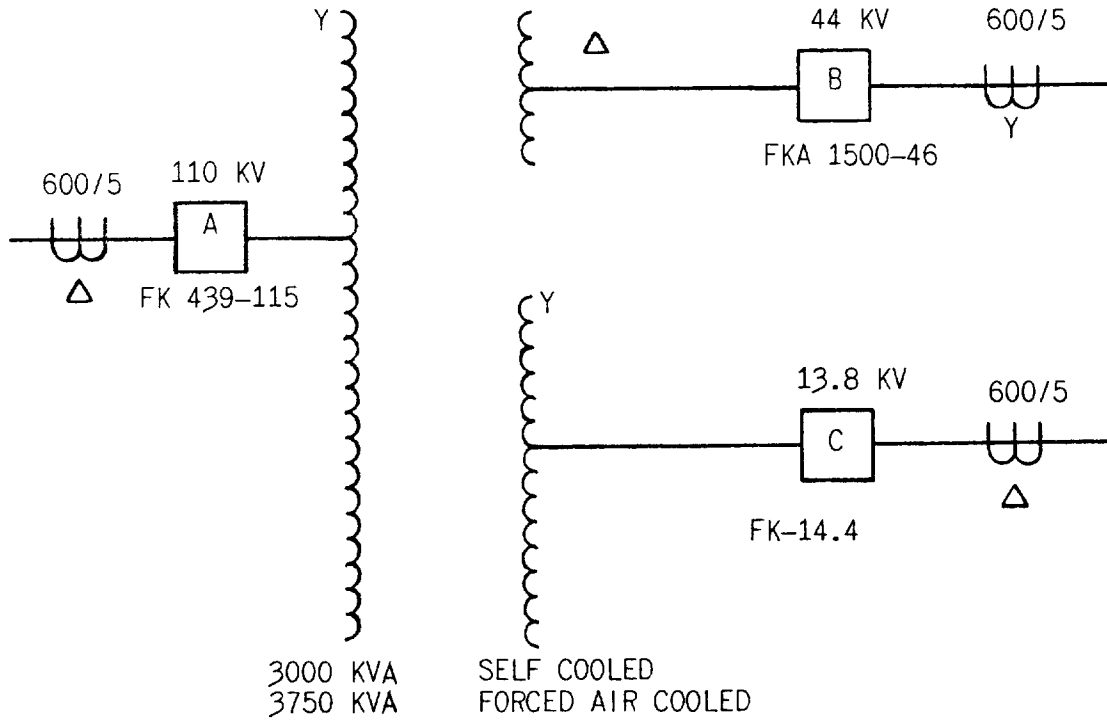 Y
△
44 KV
600/5
B
Y
FKA 1500-46
600/5
110 KV
A
△
FK 439-115
Y
13.8 KV
600/5
C
△
FK-14.4
3000 KVA SELF COOLED
3750 KVA FORCED AIR COOLED